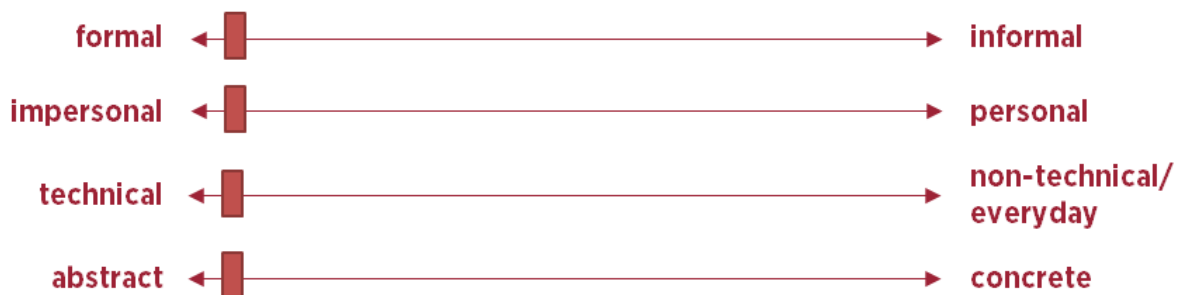 formal informal
impersonal personal
technical non-technical/
everyday
abstract concrete